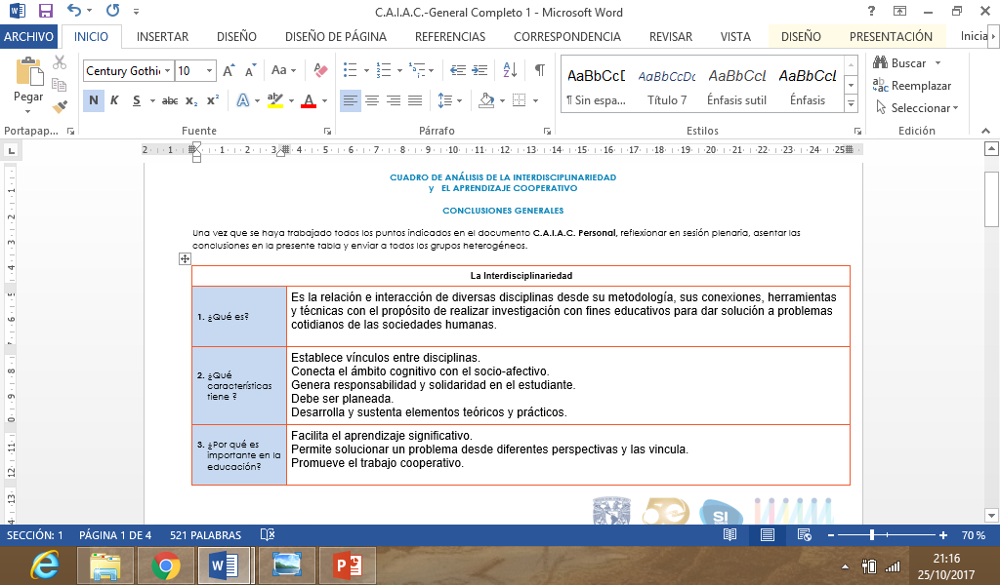 C.A.I.A.C.-General Completo 1 - Microsoft Word
ARCHIVO INICIO INSERTAR DISEÑO DISEÑO DE PÁGINA REFERENCIAS CORRESPONDENCIA REVISAR VISTA DISEÑO PRESENTACIÓN Inicia
Pegar
Century Gothi 10
N K S abc x₂ x² A A
Aa
AaBbCcD AaBbCcDc AaBbCcL AaBbCcL
¶ Sin espa... Título 7 Énfasis sutil Énfasis
Buscar
Reemplazar
Seleccionar
Portapap... Fuente Párrafo Estilos Edición
2 1 1 2 3 4 5 6 7 8 9 10 11 12 13 14 15 16 17 18 19 20 21 22 23 24 25
CUADRO DE ANÁLISIS DE LA INTERDISCIPLINARIEDAD
y EL APRENDIZAJE COOPERATIVO
CONCLUSIONES GENERALES
Una vez que se haya trabajado todos los puntos indicados en el documento C.A.I.A.C. Personal, reflexionar en sesión plenaria, asentar las
conclusiones en la presente tabla y enviar a todos los grupos heterogéneos.
La Interdisciplinariedad
1. ¿Qué es?
Es la relación e interacción de diversas disciplinas desde su metodología, sus conexiones, herramientas
y técnicas con el propósito de realizar investigación con fines educativos para dar solución a problemas
cotidianos de las sociedades humanas.
2. ¿Qué
características
tiene ?
Establece vínculos entre disciplinas.
Conecta el ámbito cognitivo con el socio-afectivo.
Genera responsabilidad y solidaridad en el estudiante.
Debe ser planeada.
Desarrolla y sustenta elementos teóricos y prácticos.
3. ¿Por qué es
importante en la
educación?
Facilita el aprendizaje significativo.
Permite solucionar un problema desde diferentes perspectivas y las vincula.
Promueve el trabajo cooperativo.
SI
SECCIÓN: 1 PÁGINA 1 DE 4 521 PALABRAS 70 %
21:16
25/10/2017